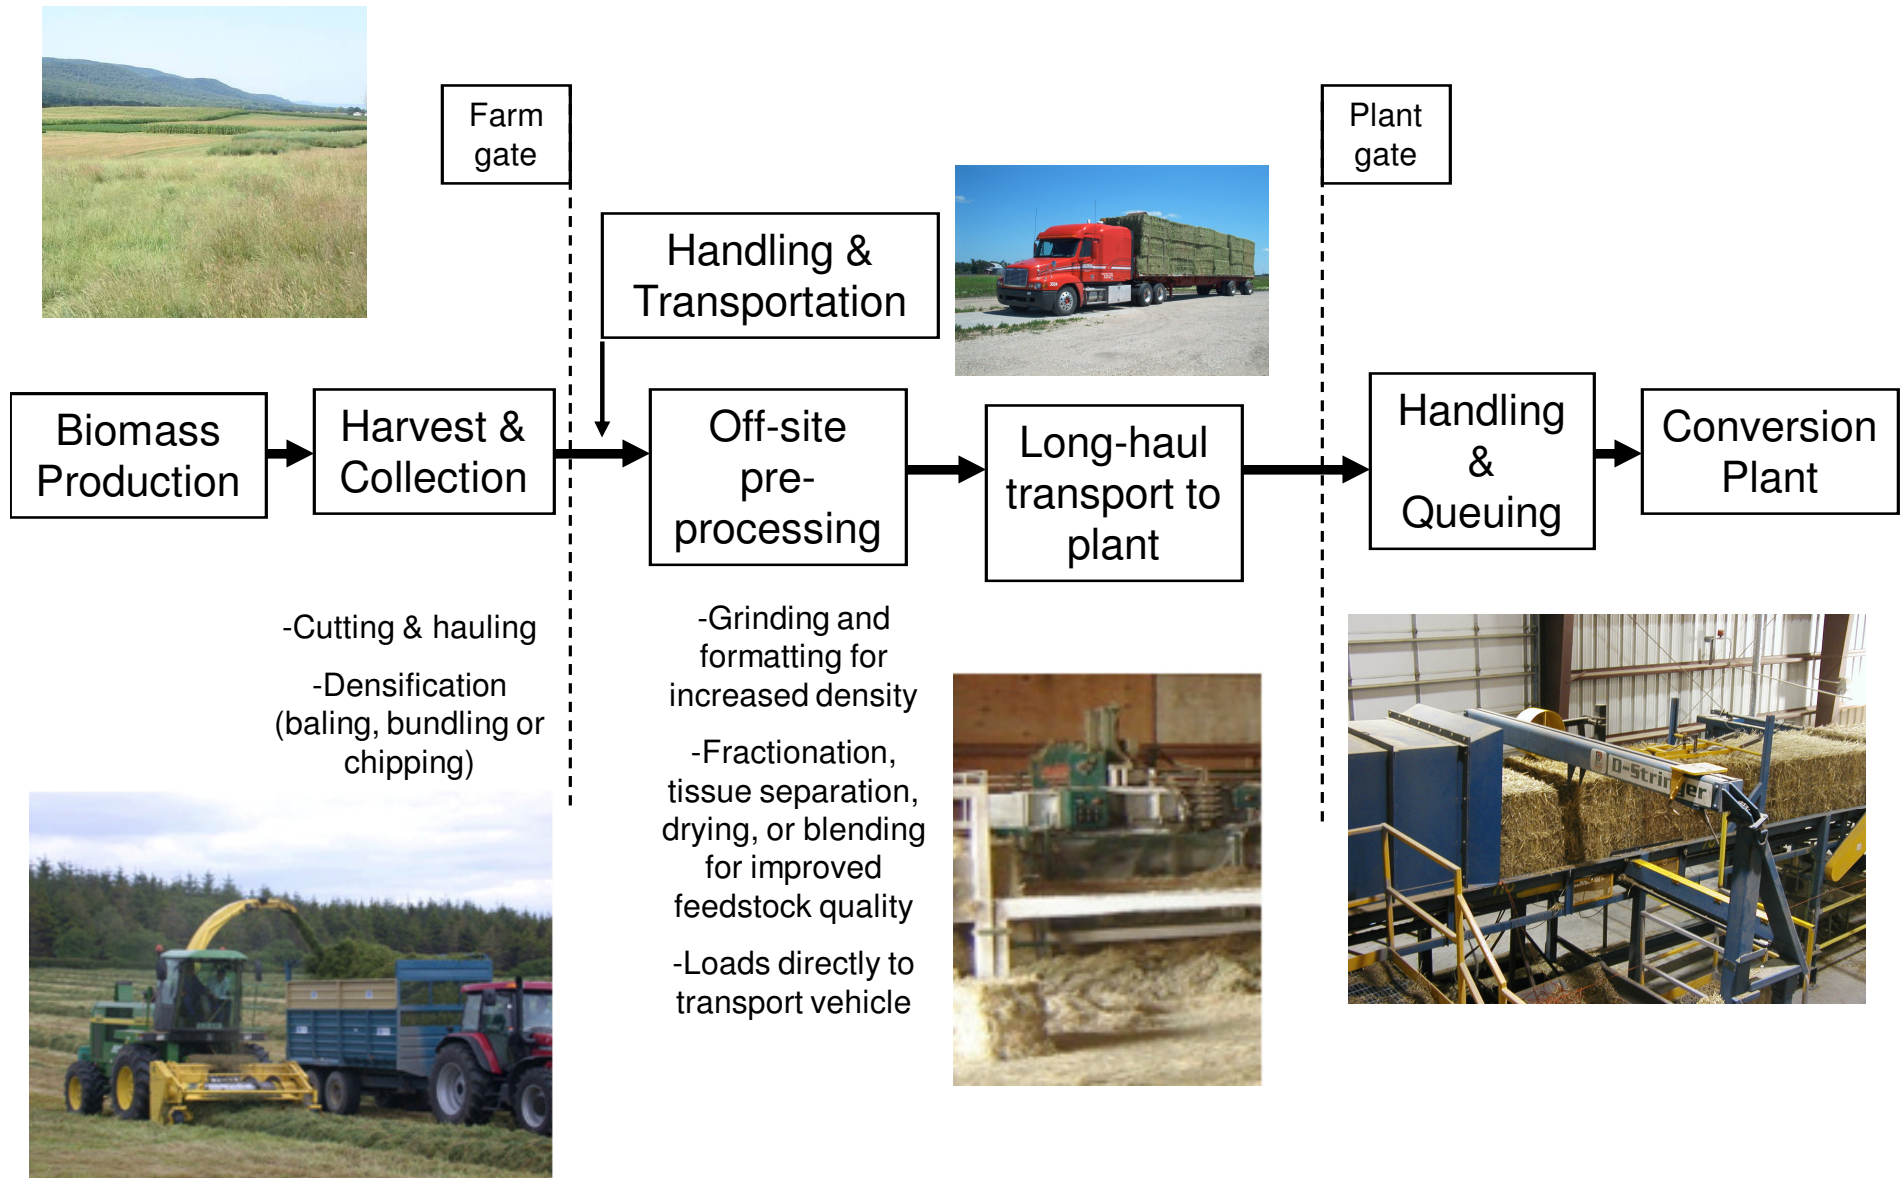 Farm
gate
Plant
gate
Handling &
Transportation
Biomass
Production
Harvest &
Collection
Off-site
pre-
processing
Long-haul
transport to
plant
Handling
&
Queuing
Conversion
Plant
-Cutting & hauling
-Densification
(baling, bundling or
chipping)
-Grinding and
formatting for
increased density
-Fractionation,
tissue separation,
drying, or blending
for improved
feedstock quality
-Loads directly to
transport vehicle
D-Stringer